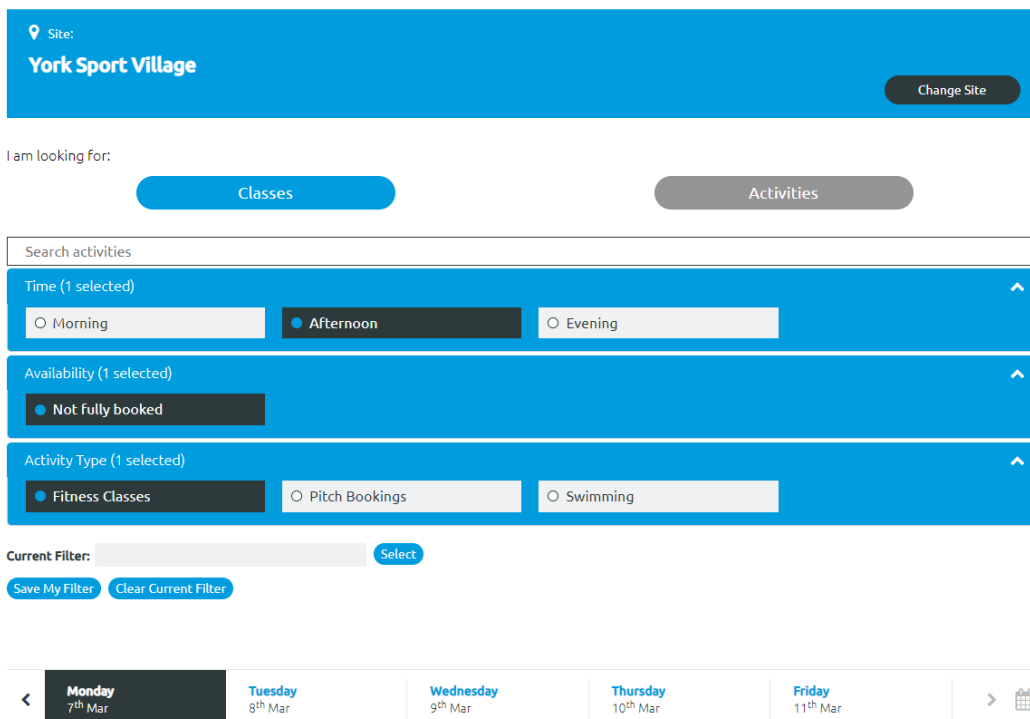 Site:
York Sport Village
Change Site
I am looking for:
Classes Activities
Search activities
Time (1 selected)
Morning Afternoon Evening
Availability (1 selected)
Not fully booked
Activity Type (1 selected)
Fitness Classes Pitch Bookings Swimming
Current Filter: Select
Save My Filter Clear Current Filter
Monday Tuesday Wednesday Thursday Friday
7th Mar 8th Mar 9th Mar 10th Mar 11th Mar